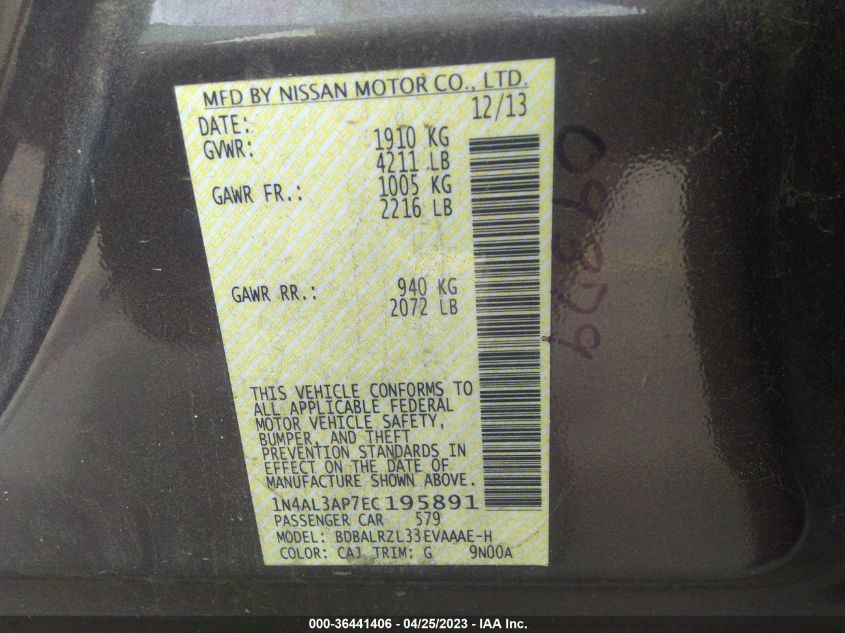 MFD BY NISSAN MOTOR CO., LTD.
DATE: 12/13
GVWR: 1910 KG
4211 LB
GAWR FR.: 1005 KG
2216 LB
GAWR RR.: 940 KG
2072 LB
THIS VEHICLE CONFORMS TO
ALL APPLICABLE FEDERAL
MOTOR VEHICLE SAFETY,
BUMPER, AND THEFT
PREVENTION STANDARDS IN
EFFECT ON THE DATE OF
MANUFACTURE SHOWN ABOVE.
1N4AL3AP7EC195891
PASSENGER CAR 579
MODEL: BDBALRZL33EVAAAE-H
COLOR: CAJ TRIM: G 9N00A
000-36441406 - 04/25/2023 - IAA Inc.